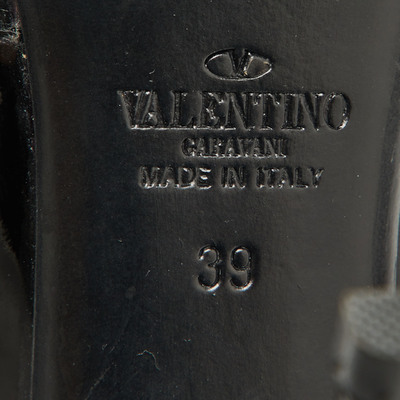 V
VALENTINO
GARAVANI
MADE IN ITALY
39